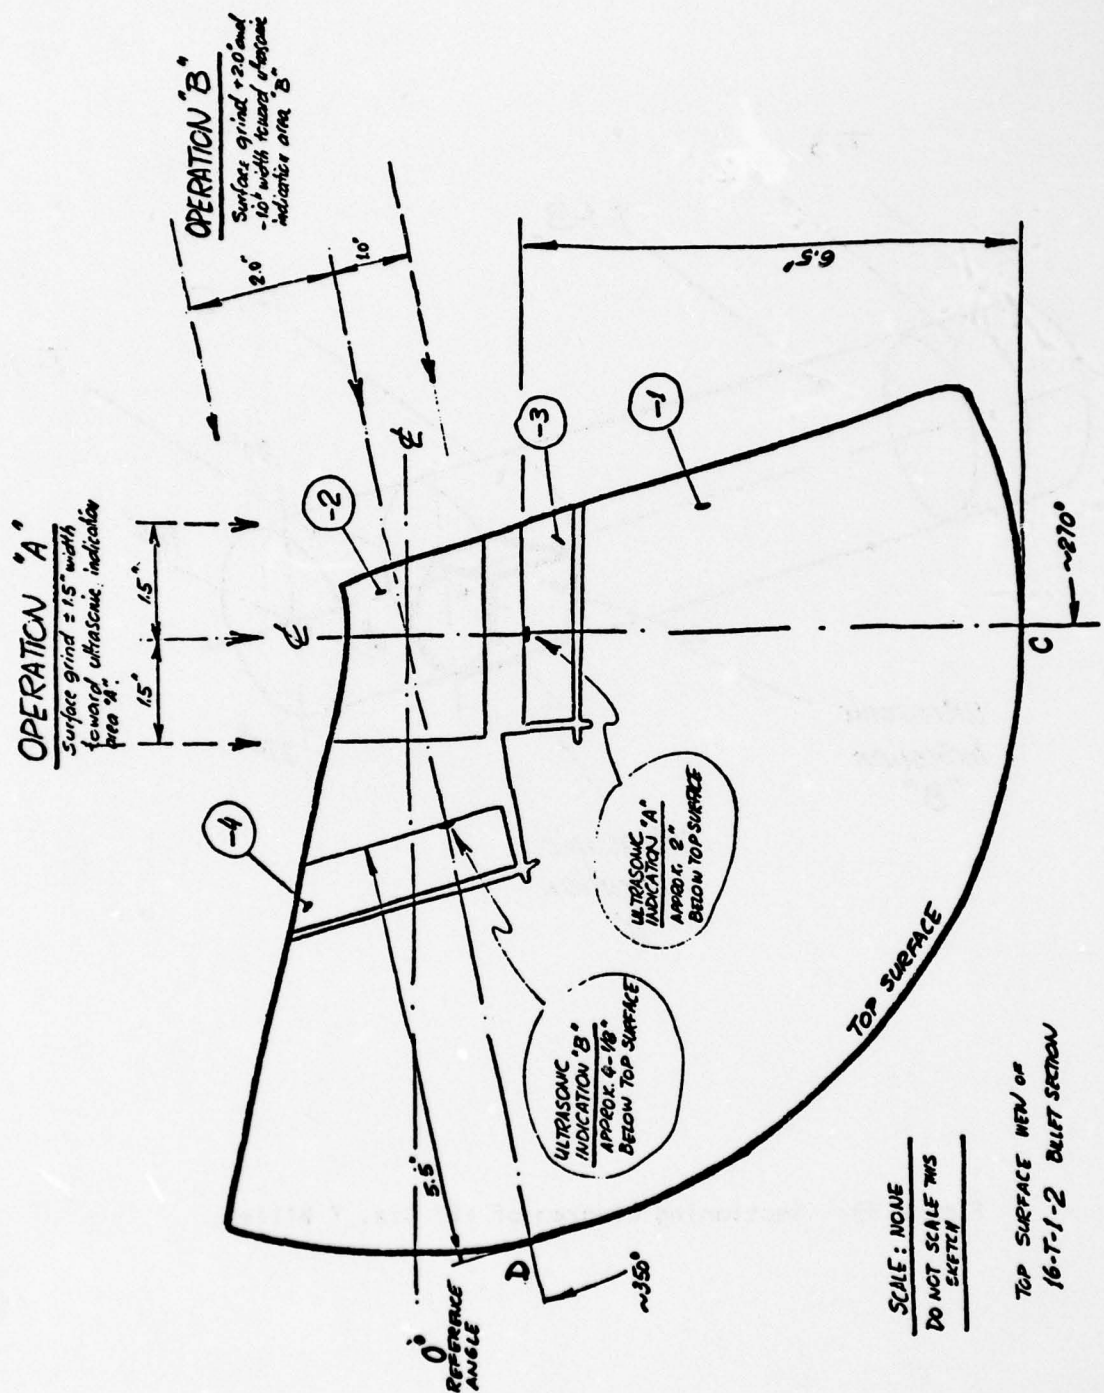 OPERATION "A"
Surface grind ± 1.5" width
toward ultrasonic indication
area "A".
1.5"
1.5"
OPERATION "B"
Surface grind +2.0" and
-1.0" width toward ultrasonic
indication area "B"
2.0"
1.0"
℄
℄
-2
-3
-1
-4
6.5"
5.5"
ULTRASONIC
INDICATION "A"
APPROX. 2"
BELOW TOP SURFACE
ULTRASONIC
INDICATION "B"
APPROX. 4-1/8"
BELOW TOP SURFACE
0°
REFERENCE
ANGLE
D
~350°
C
~270°
TOP SURFACE
SCALE: NONE
DO NOT SCALE THIS
SKETCH
TOP SURFACE VIEW OF
16-T-1-2 BILLET SECTION